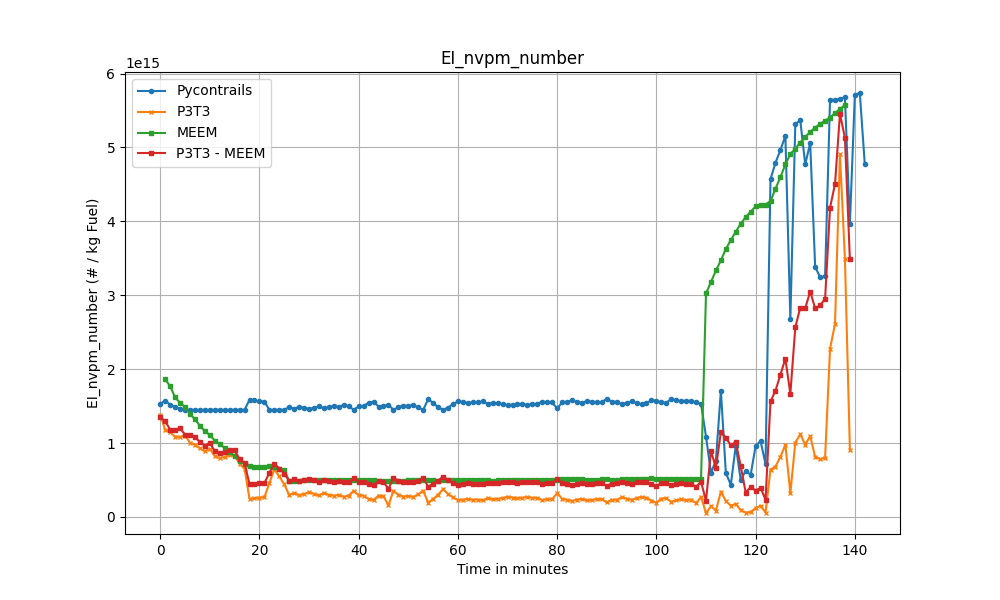 EI_nvpm_number
1e15
Pycontrails
P3T3
MEEM
P3T3 - MEEM
EI_nvpm_number (# / kg Fuel)
6
5
4
3
2
1
0
0 20 40 60 80 100 120 140
Time in minutes